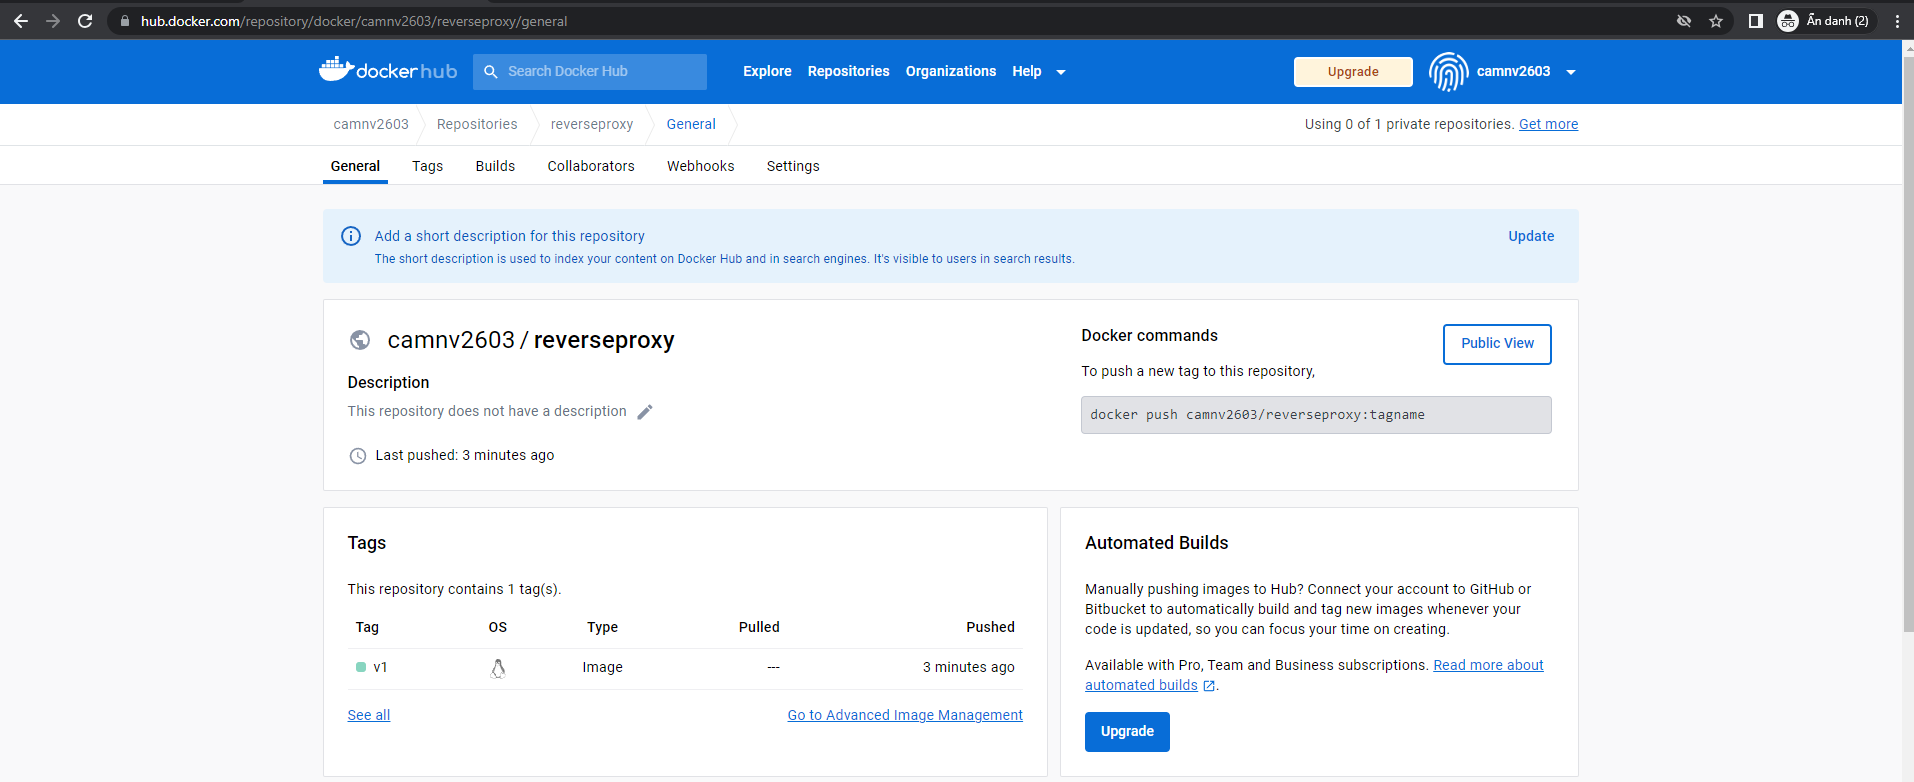 hub.docker.com/repository/docker/camnv2603/reverseproxy/general
Ẩn danh (2)
docker hub
Search Docker Hub
Explore
Repositories
Organizations
Help
Upgrade
camnv2603
camnv2603
Repositories
reverseproxy
General
Using 0 of 1 private repositories. Get more
General
Tags
Builds
Collaborators
Webhooks
Settings
Add a short description for this repository
Update
The short description is used to index your content on Docker Hub and in search engines. It's visible to users in search results.
camnv2603 / reverseproxy
Description
This repository does not have a description
Last pushed: 3 minutes ago
Docker commands
Public View
To push a new tag to this repository,
docker push camnv2603/reverseproxy:tagname
Tags
This repository contains 1 tag(s).
Tag OS Type Pulled Pushed
v1 Image --- 3 minutes ago
See all
Go to Advanced Image Management
Automated Builds
Manually pushing images to Hub? Connect your account to GitHub or
Bitbucket to automatically build and tag new images whenever your
code is updated, so you can focus your time on creating.
Available with Pro, Team and Business subscriptions. Read more about
automated builds.
Upgrade